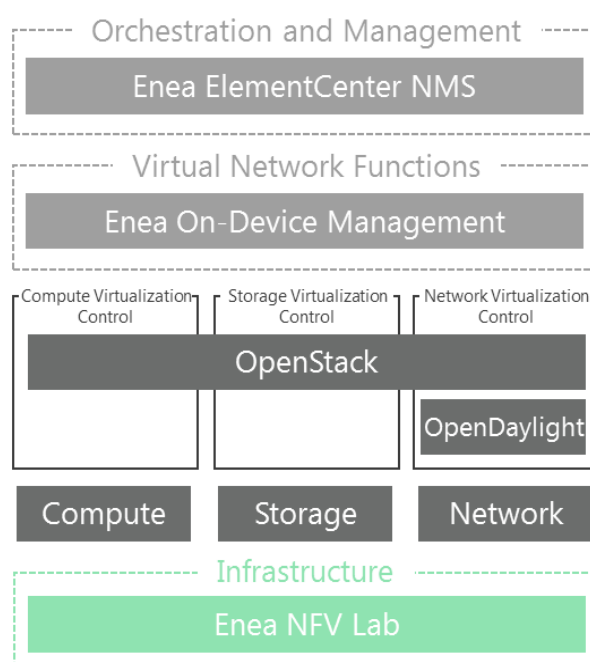 Orchestration and Management
Enea ElementCenter NMS
Virtual Network Functions
Enea On-Device Management
Compute Virtualization
Control
Storage Virtualization
Control
Network Virtualization
Control
OpenStack
OpenDaylight
Compute
Storage
Network
Infrastructure
Enea NFV Lab